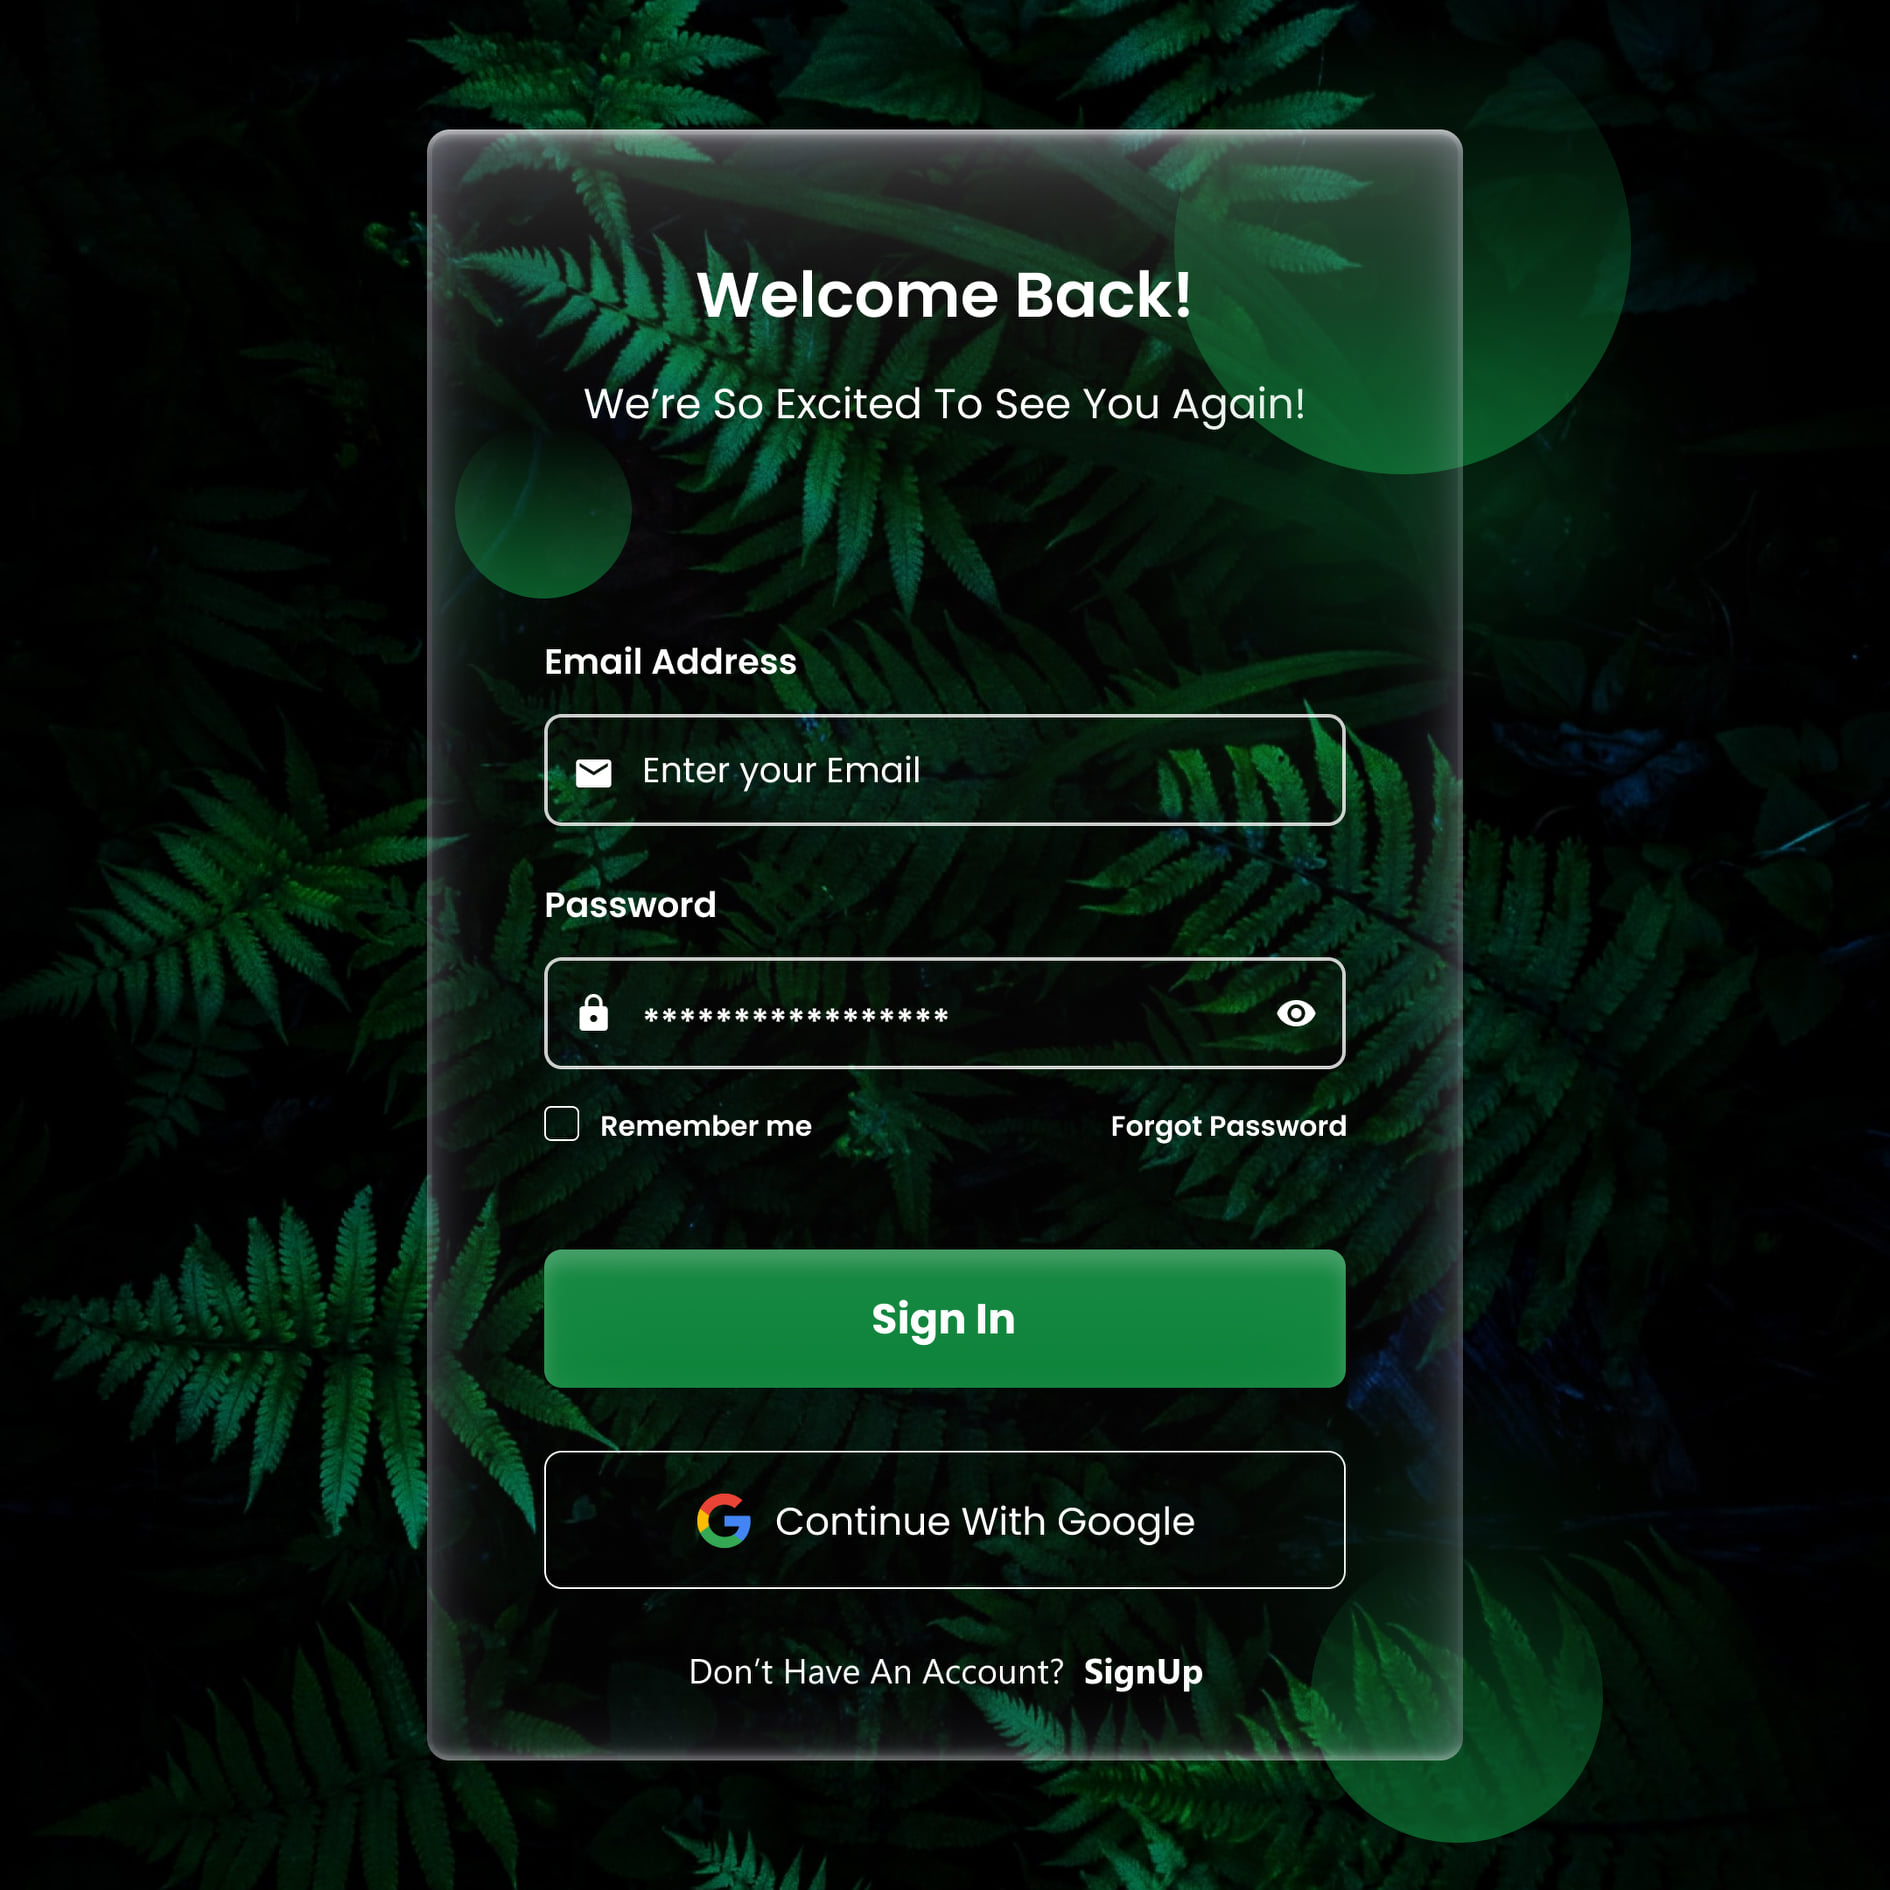 Welcome Back!
We’re So Excited To See You Again!
Email Address
Enter your Email
Password
*****************
Remember me
Forgot Password
Sign In
Continue With Google
Don’t Have An Account? SignUp